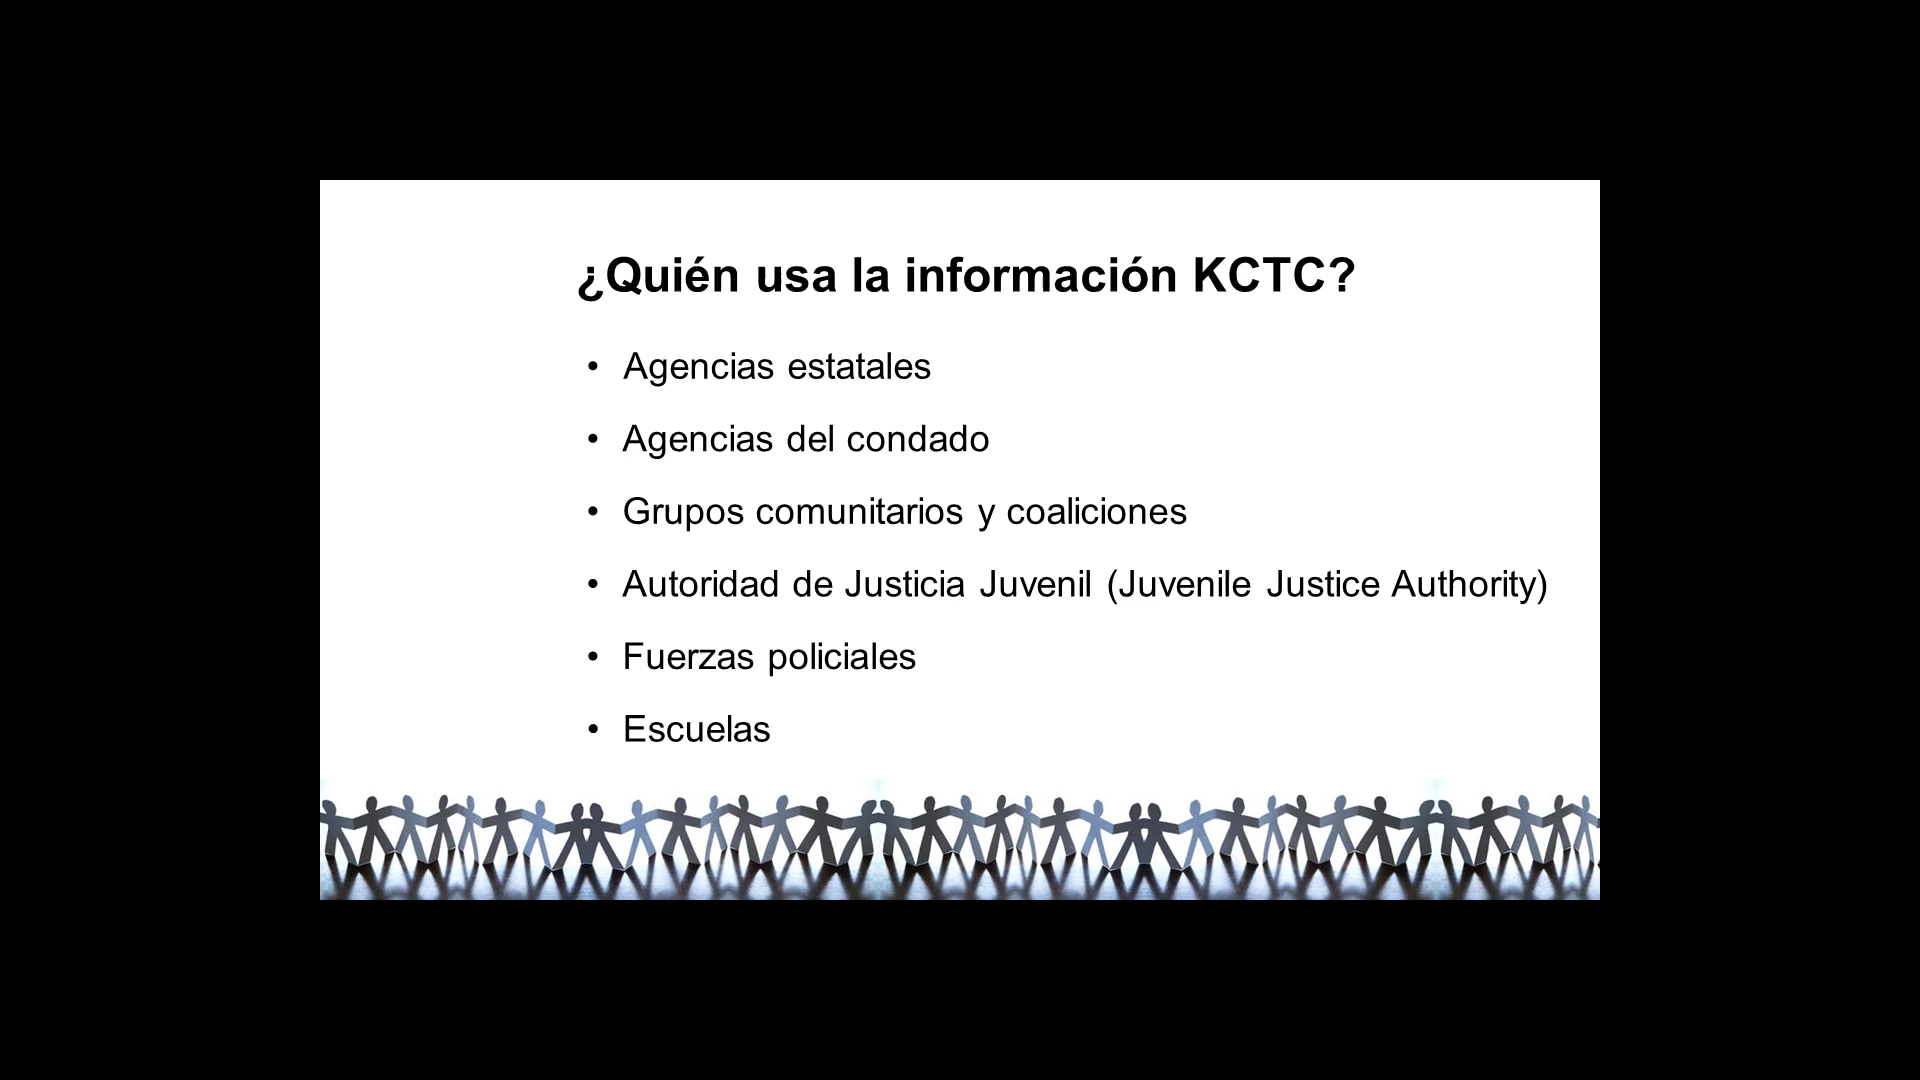 ¿Quién usa la información KCTC?
• Agencias estatales
• Agencias del condado
• Grupos comunitarios y coaliciones
• Autoridad de Justicia Juvenil (Juvenile Justice Authority)
• Fuerzas policiales
• Escuelas